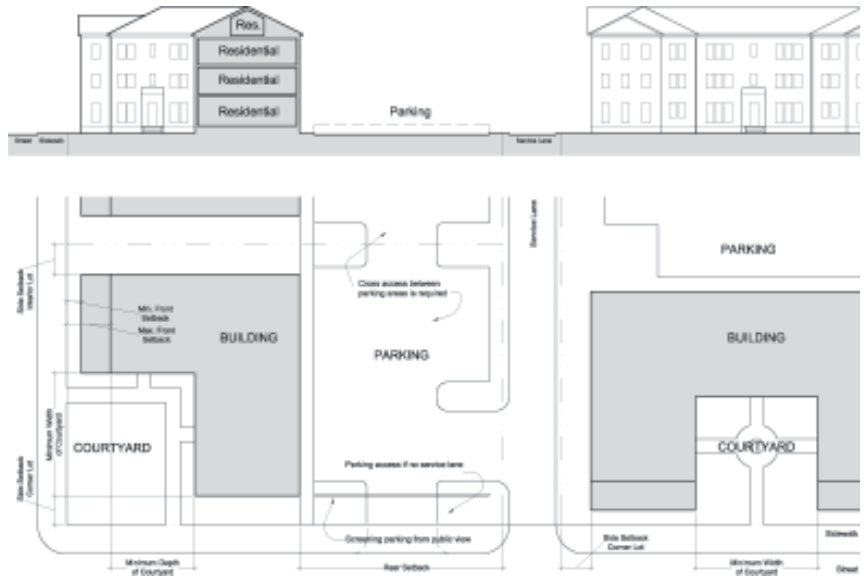 Res.
Residential
Residential
Residential
Parking
Street
Sidewalk
Service Lane
Service Lane
Side Setback
Interior Lot
Min. Front
Setback
Max. Front
Setback
BUILDING
Cross access between
parking areas is required
PARKING
PARKING
BUILDING
Minimum Width
of Courtyard
COURTYARD
COURTYARD
Side Setback
Corner Lot
Parking access if no service lane
Screening parking from public view
Side Setback
Corner Lot
Sidewalk
Minimum Depth
of Courtyard
Rear Setback
Minimum Width
of Courtyard
Street